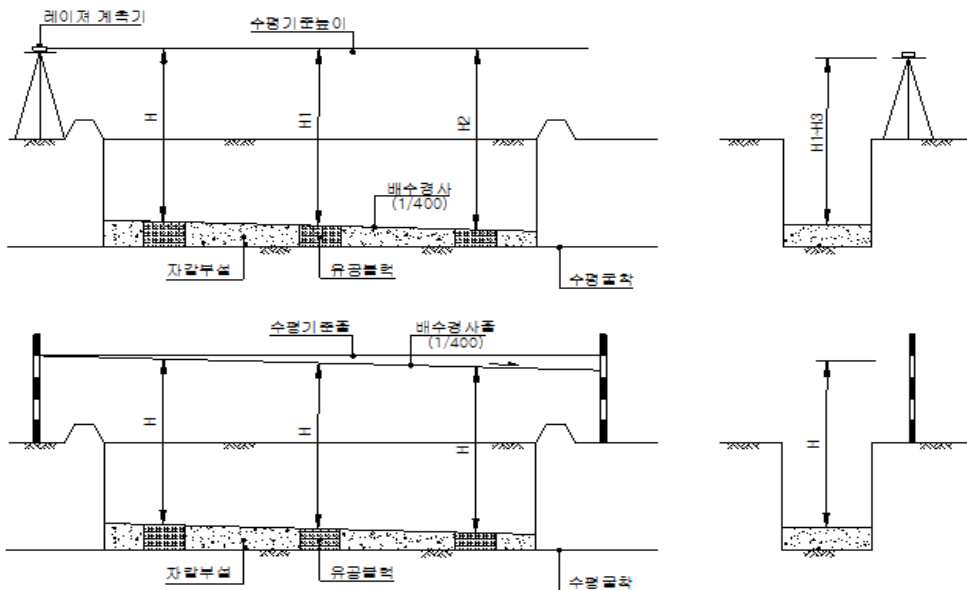 레이져 계측기
수평기준높이
H
H1
H2
H1~H3
배수경사
(1/400)
자갈부설
유공블럭
수평굴착
수평기준줄
배수경사줄
(1/400)
H
H
H
H
자갈부설
유공블럭
수평굴착